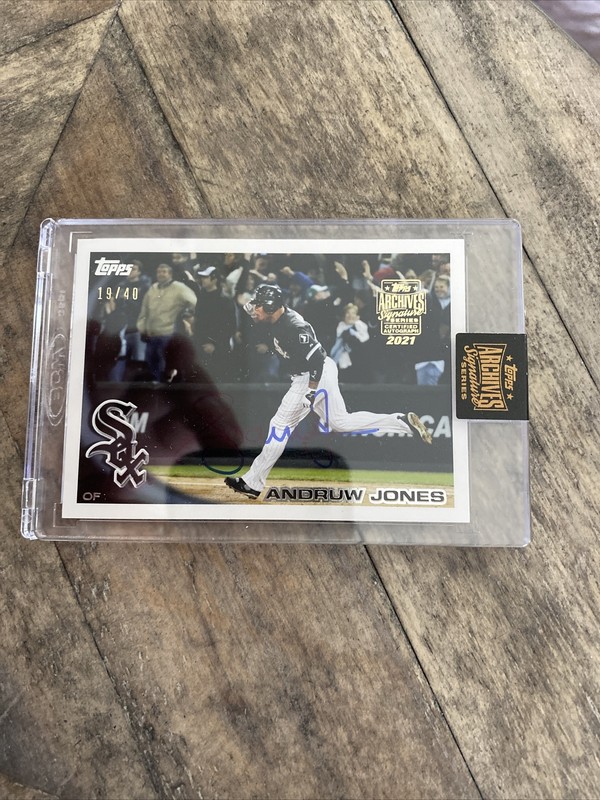 Topps
19/40
Topps
ARCHIVES
Signature
SERIES
CERTIFIED
AUTOGRAPH
2021
Topps
ARCHIVES
Signature
SERIES
Sox
OF
ANDRUW JONES